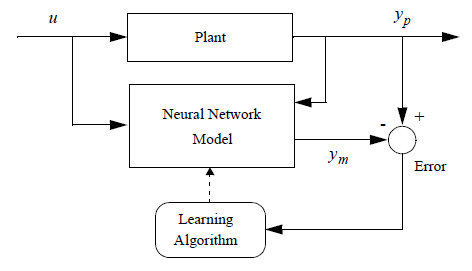 u
y_p
Plant
Neural Network
Model
-
+
y_m
Error
Learning
Algorithm